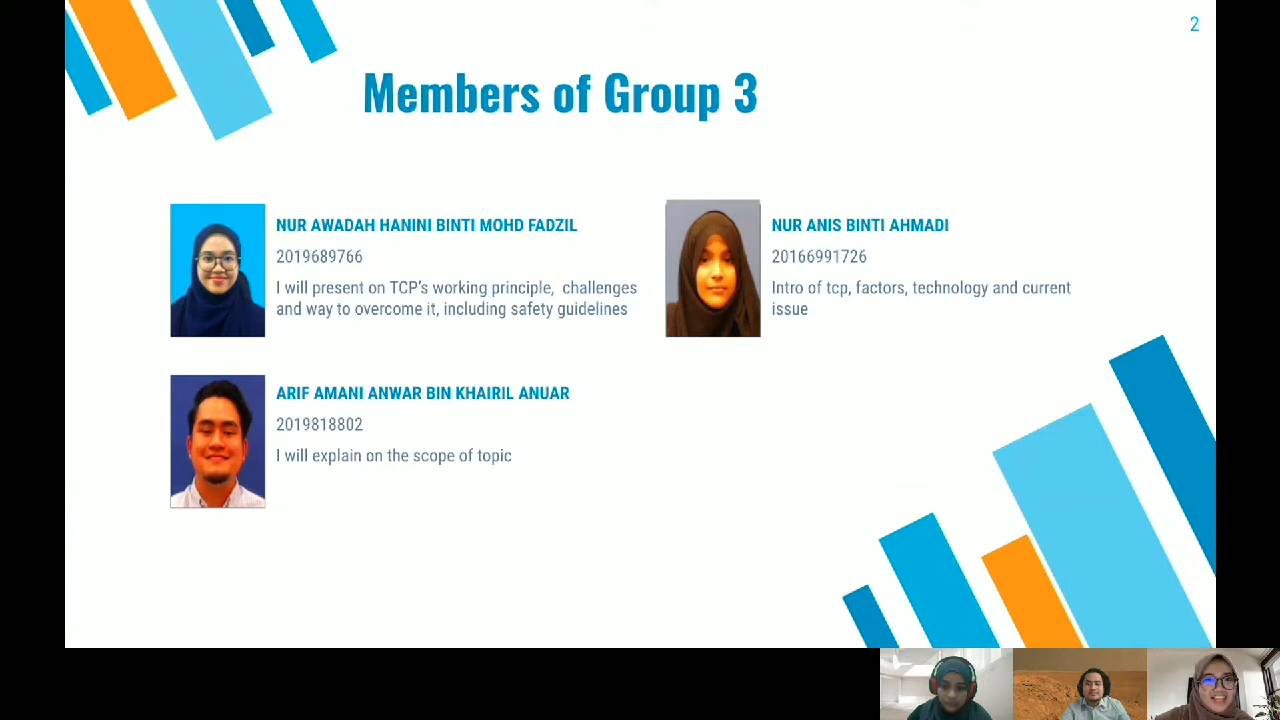 2
Members of Group 3
NUR AWADAH HANINI BINTI MOHD FADZIL
2019689766
I will present on TCP's working principle, challenges
and way to overcome it, including safety guidelines
NUR ANIS BINTI AHMADI
20166991726
Intro of tcp, factors, technology and current
issue
ARIF AMANI ANWAR BIN KHAIRIL ANUAR
2019818802
I will explain on the scope of topic